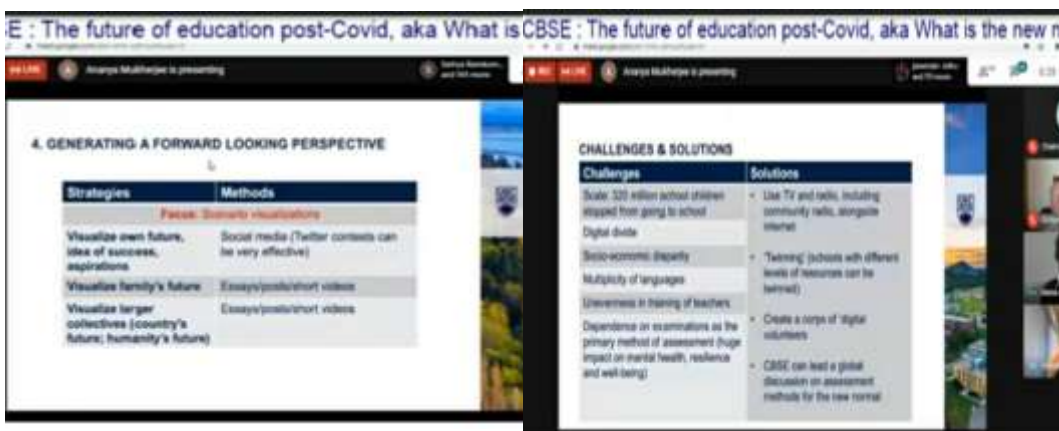 E : The future of education post-Covid, aka What is
LIVE
Ananya Mukherjee is presenting
4. GENERATING A FORWARD LOOKING PERSPECTIVE
Strategies Methods
Focus: Scenario visualizations
Visualize own future, Social media (Twitter contests can
idea of success, be very effective)
aspirations
Visualize family's future Essays/posts/short videos
Visualize larger Essays/posts/short videos
collectives (country's
future; humanity's future)
CBSE : The future of education post-Covid, aka What is the new n
REC LIVE
Ananya Mukherjee is presenting
CHALLENGES & SOLUTIONS
Challenges
Scale: 320 million school children
stopped from going to school
Digital divide
Socio-economic disparity
Multiplicity of languages
Unevenness in training of teachers
Dependence on examinations as the
primary method of assessment (huge
impact on mental health, resilience
and well-being)
Solutions
• Use TV and radio, including
community radio, alongside
internet
• 'Twinning' (schools with different
levels of resources can be
twinned)
• Create a corps of 'digital
volunteers
• CBSE can lead a global
discussion on assessment
methods for the new normal